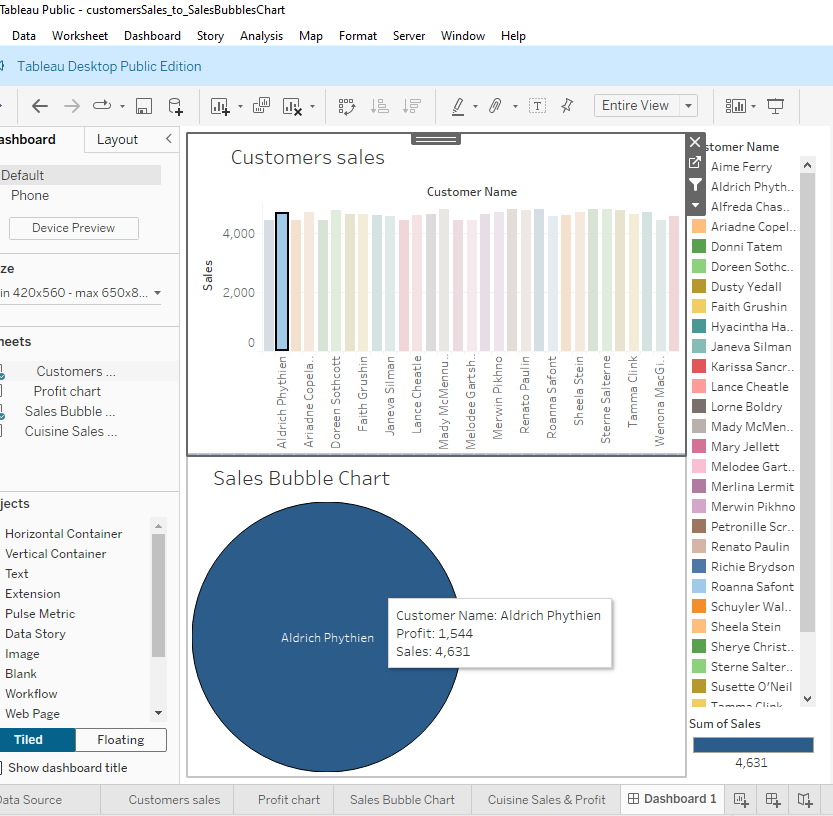 Tableau Public - customersSales_to_SalesBubblesChart
Data Worksheet Dashboard Story Analysis Map Format Server Window Help
Tableau Desktop Public Edition
T
Entire View
ashboard Layout
Default
Phone
Device Preview
ze
in 420x560 - max 650x8...
eets
Customers ...
Profit chart
Sales Bubble ...
Cuisine Sales ...
jects
Horizontal Container
Vertical Container
Text
Extension
Pulse Metric
Data Story
Image
Blank
Workflow
Web Page
Tiled Floating
Show dashboard title
Customers sales
Customer Name
Sales
4,000
2,000
0
Aldrich Phythien
Ariadne Copela..
Doreen Sothcott
Faith Grushin
Janeva Silman
Lance Cheatle
Mady McMennu..
Melodee Gartsh..
Merwin Pikhno
Renato Paulin
Roanna Safont
Sheela Stein
Sterne Salterne
Tamma Clink
Wenona MacGi..
Sales Bubble Chart
Aldrich Phythien
Customer Name: Aldrich Phythien
Profit: 1,544
Sales: 4,631
stomer Name
Aime Ferry
Aldrich Phyth..
Alfreda Chas..
Ariadne Copel..
Donni Tatem
Doreen Sothc..
Dusty Yedall
Faith Grushin
Hyacintha Ha..
Janeva Silman
Karissa Sancr..
Lance Cheatle
Lorne Boldry
Mady McMen..
Mary Jellett
Melodee Gart..
Merlina Lermit
Merwin Pikhno
Petronille Scr..
Renato Paulin
Richie Brydson
Roanna Safont
Schuyler Wal..
Sheela Stein
Sherye Christ..
Sterne Salter..
Susette O'Neil
Tamma Clink
Sum of Sales
4,631
Data Source Customers sales Profit chart Sales Bubble Chart Cuisine Sales & Profit Dashboard 1